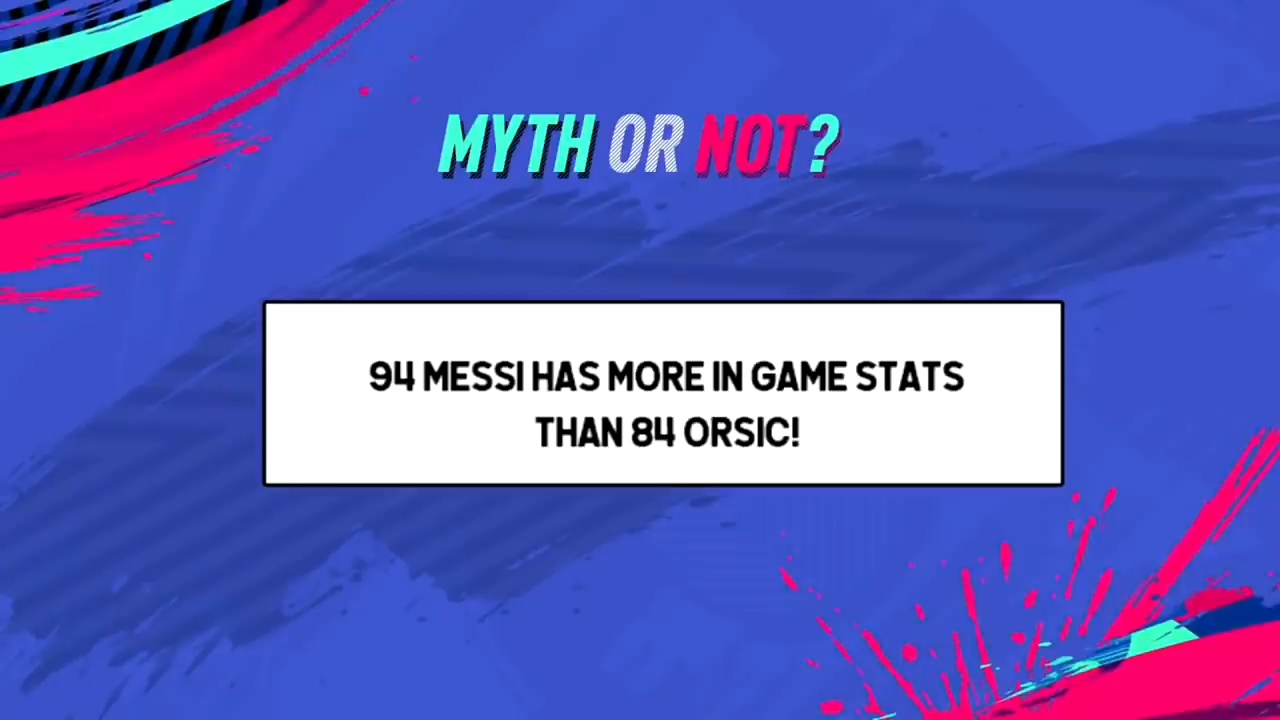 MYTH OR NOT?
94 MESSI HAS MORE IN GAME STATS
THAN 84 ORSIC!